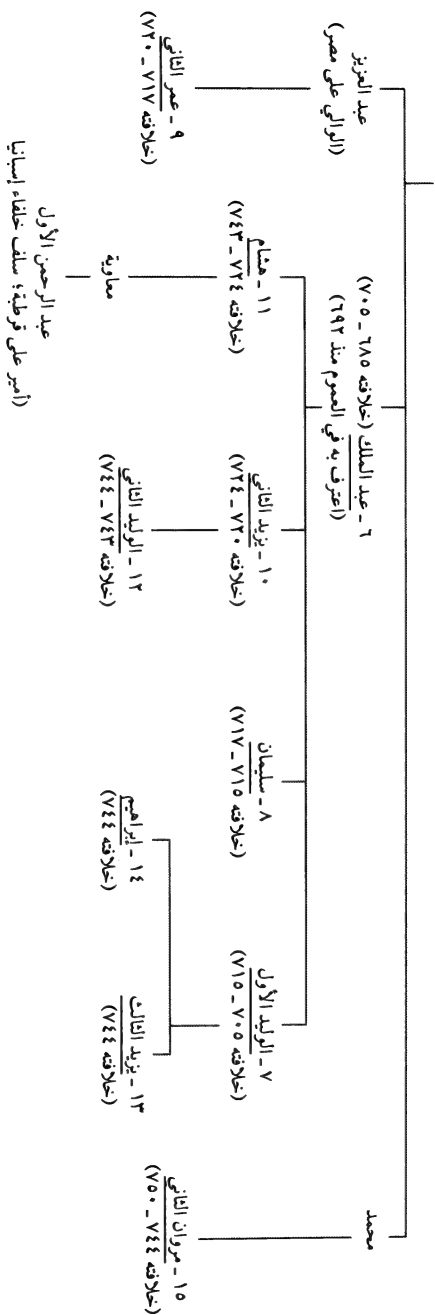 محمد
٦ - عبد الملك (خلافته ٦٨٥ - ٧٠٥)
(اعترف به في العموم منذ ٦٩٢)
عبد العزيز
(الوالي على مصر)
٧ - الوليد الأول
(خلافته ٧٠٥ - ٧١٥)
٨ - سليمان
(خلافته ٧١٥ - ٧١٧)
١٠ - يزيد الثاني
(خلافته ٧٢٠ - ٧٢٤)
١١ - هشام
(خلافته ٧٢٤ - ٧٤٣)
١٥ - مروان الثاني
(خلافته ٧٤٤ - ٧٥٠)
٩ - عمر الثاني
(خلافته ٧١٧ - ٧٢٠)
١٣ - يزيد الثالث
(خلافته ٧٤٤)
١٤ - إبراهيم
(خلافته ٧٤٤)
١٢ - الوليد الثاني
(خلافته ٧٤٣ - ٧٤٤)
معاوية
عبد الرحمن الأول
(أمير على قرطبة؛ سلف خلفاء إسبانيا